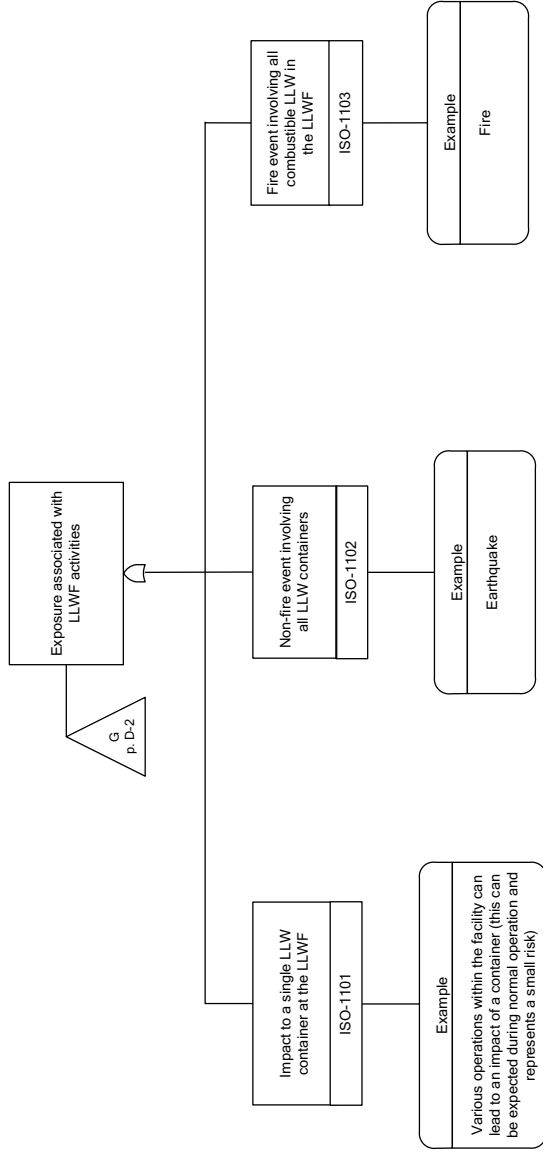 Exposure associated with
LLWF activities
G
p. D-2
Impact to a single LLW
container at the LLWF
ISO-1101
Non-fire event involving
all LLW containers
ISO-1102
Fire event involving all
combustible LLW in
the LLWF
ISO-1103
Example
Various operations within the facility can
lead to an impact of a container (this can
be expected during normal operation and
represents a small risk)
Example
Earthquake
Example
Fire